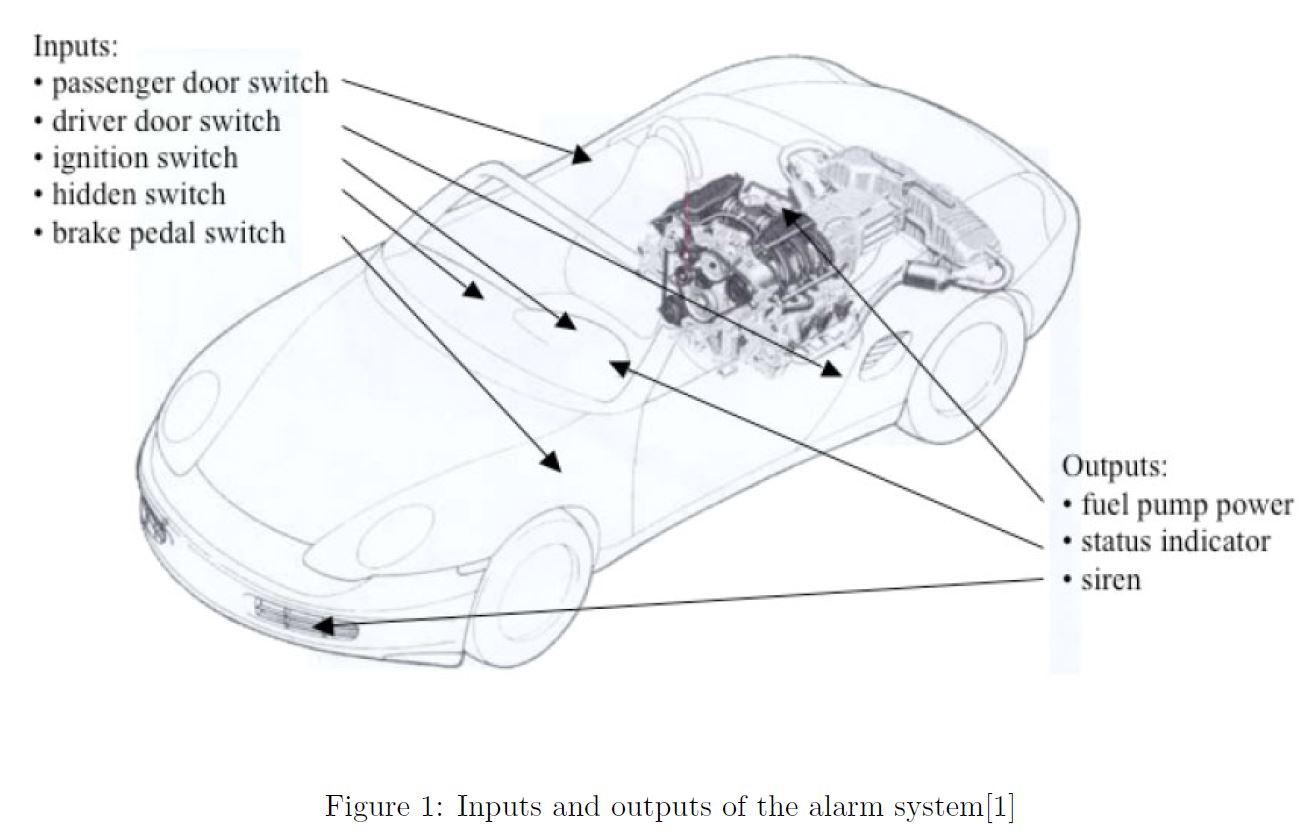 Inputs:
• passenger door switch
• driver door switch
• ignition switch
• hidden switch
• brake pedal switch
Outputs:
• fuel pump power
• status indicator
• siren
Figure 1: Inputs and outputs of the alarm system[1]